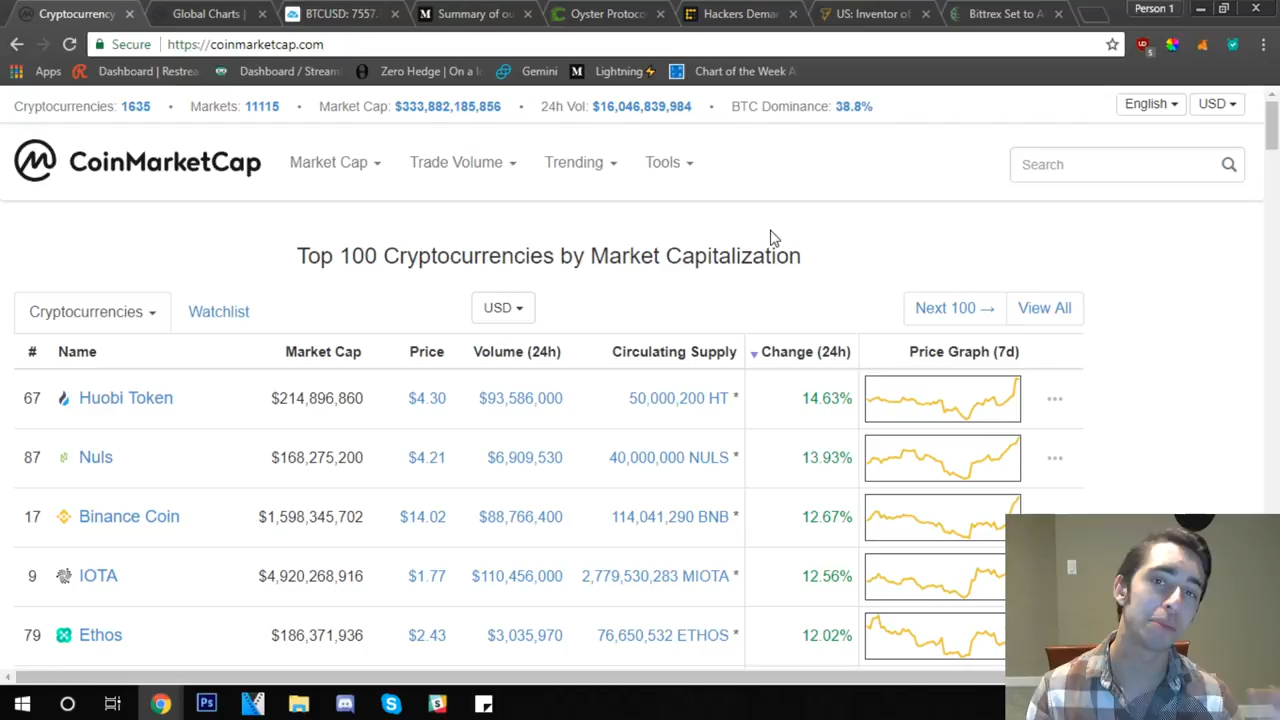 Cryptocurrency
Global Charts |
BTCUSD: 7557.
Summary of ou
Oyster Protoco
Hackers Dema
US: Inventor of
Bittrex Set to A
Person 1
Secure
https://coinmarketcap.com
Apps
Dashboard | Restrea
Dashboard / Streami
Zero Hedge | On a lo
Gemini
Lightning⚡
Chart of the Week A
Cryptocurrencies: 1635 • Markets: 11115 • Market Cap: $333,882,185,856 • 24h Vol: $16,046,839,984 • BTC Dominance: 38.8%
English
USD
CoinMarketCap
Market Cap
Trade Volume
Trending
Tools
Search
Top 100 Cryptocurrencies by Market Capitalization
Cryptocurrencies
Watchlist
USD
Next 100 →
View All
# Name Market Cap Price Volume (24h) Circulating Supply Change (24h) Price Graph (7d)
67 Huobi Token $214,896,860 $4.30 $93,586,000 50,000,200 HT * 14.63%
87 Nuls $168,275,200 $4.21 $6,909,530 40,000,000 NULS * 13.93%
17 Binance Coin $1,598,345,702 $14.02 $88,766,400 114,041,290 BNB * 12.67%
9 IOTA $4,920,268,916 $1.77 $110,456,000 2,779,530,283 MIOTA * 12.56%
79 Ethos $186,371,936 $2.43 $3,035,970 76,650,532 ETHOS * 12.02%